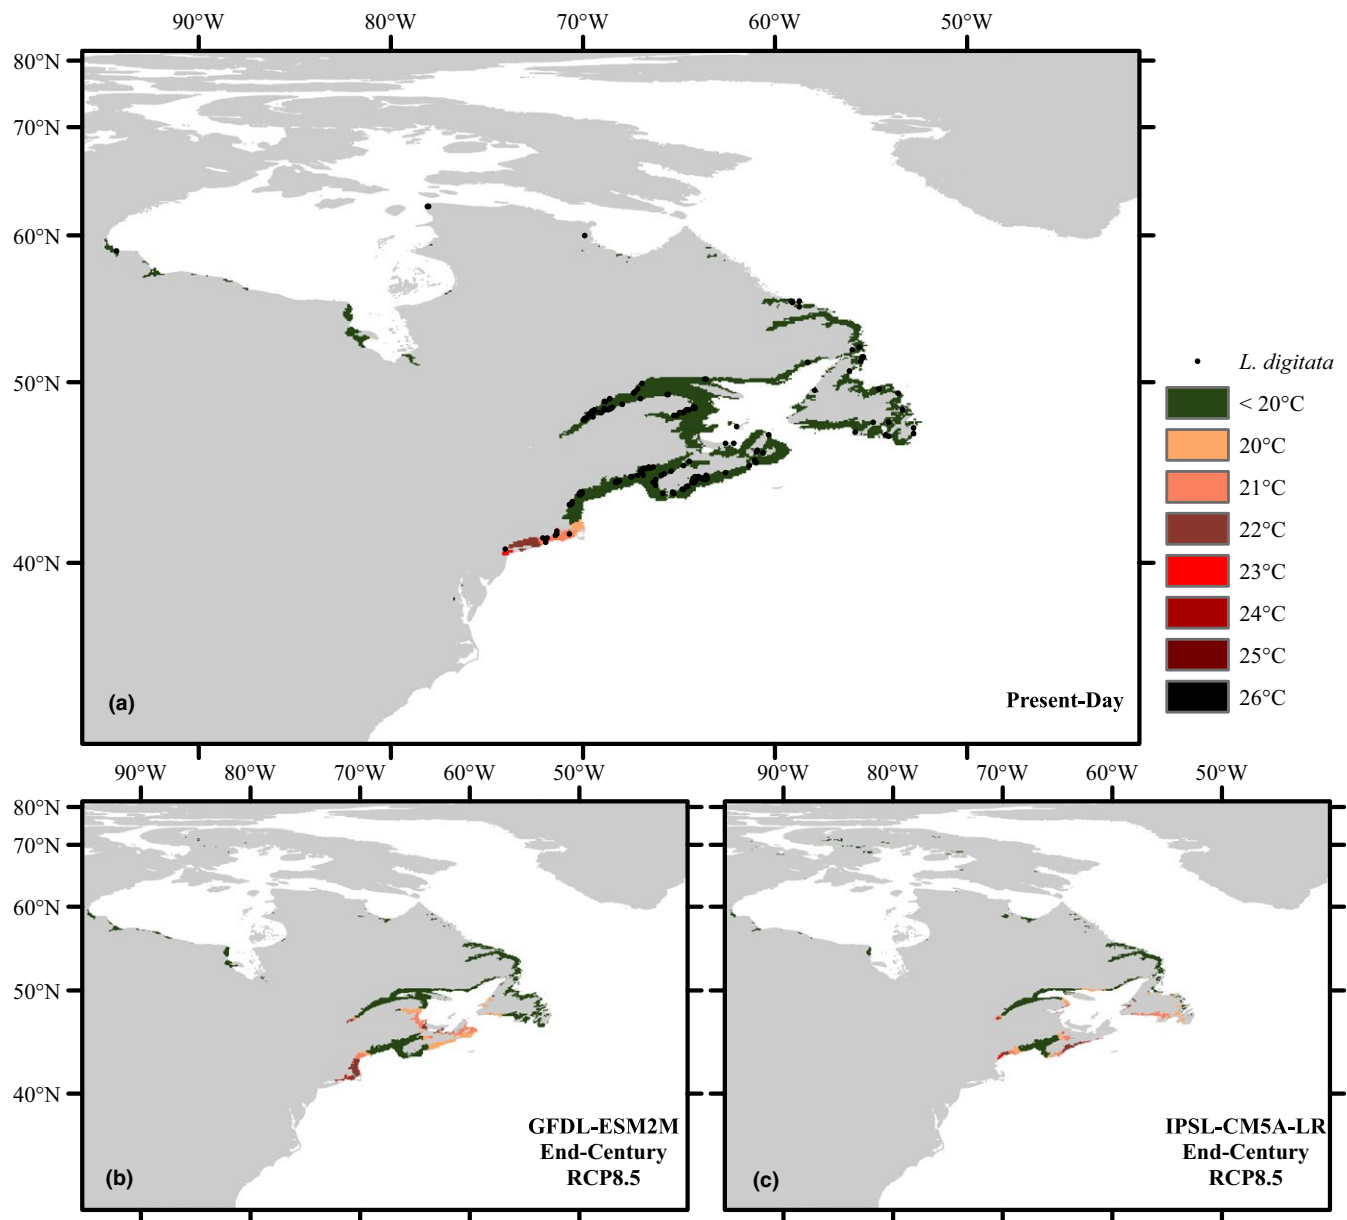 90°W 80°W 70°W 60°W 50°W
80°N
70°N
60°N
50°N
40°N
(a)
Present-Day
L. digitata
< 20°C
20°C
21°C
22°C
23°C
24°C
25°C
26°C
90°W 80°W 70°W 60°W 50°W
90°W 80°W 70°W 60°W 50°W
80°N
70°N
60°N
50°N
40°N
GFDL-ESM2M
End-Century
RCP8.5
(b)
IPSL-CM5A-LR
End-Century
RCP8.5
(c)